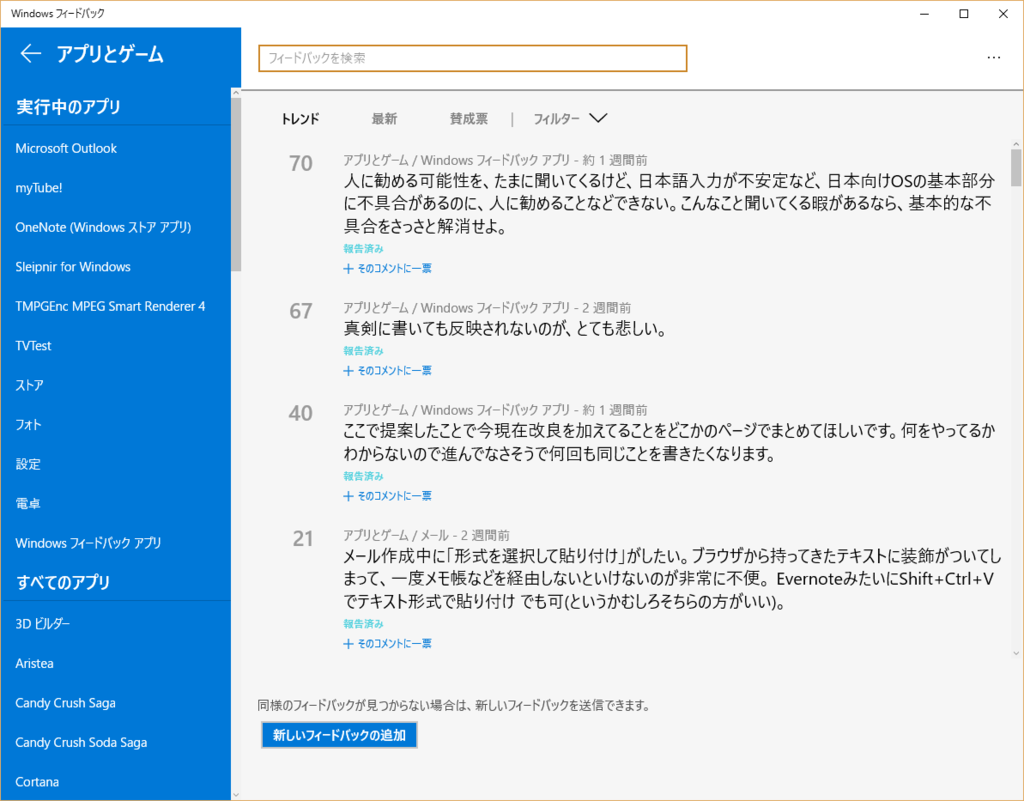 Windows フィードバック
アプリとゲーム
実行中のアプリ
Microsoft Outlook
myTube!
OneNote (Windows ストア アプリ)
Sleipnir for Windows
TMPGEnc MPEG Smart Renderer 4
TVTest
ストア
フォト
設定
電卓
Windows フィードバック アプリ
すべてのアプリ
3D ビルダー
Aristea
Candy Crush Saga
Candy Crush Soda Saga
Cortana
フィードバックを検索
...
トレンド 最新 賛成票 | フィルター
70
アプリとゲーム / Windows フィードバック アプリ - 約 1 週間前
人に勧める可能性を、たまに聞いてくるけど、日本語入力が不安定など、日本向けOSの基本部分
に不具合があるのに、人に勧めることなどできない。こんなこと聞いてくる暇があるなら、基本的な不
具合をさっさと解消せよ。
報告済み
+ そのコメントに一票
67
アプリとゲーム / Windows フィードバック アプリ - 2 週間前
真剣に書いても反映されないのが、とても悲しい。
報告済み
+ そのコメントに一票
40
アプリとゲーム / Windows フィードバック アプリ - 約 1 週間前
ここで提案したことで今現在改良を加えてることをどこかのページでまとめてほしいです。何をやってるか
わからないので進んでなさそうで何回も同じことを書きたくなります。
報告済み
+ そのコメントに一票
21
アプリとゲーム / メール - 2 週間前
メール作成中に「形式を選択して貼り付け」がしたい。ブラウザから持ってきたテキストに装飾がついてし
まって、一度メモ帳などを経由しないといけないのが非常に不便。EvernoteみたいにShift+Ctrl+V
でテキスト形式で貼り付け でも可(というかむしろそちらの方がいい)。
報告済み
+ そのコメントに一票
同様のフィードバックが見つからない場合は、新しいフィードバックを送信できます。
新しいフィードバックの追加